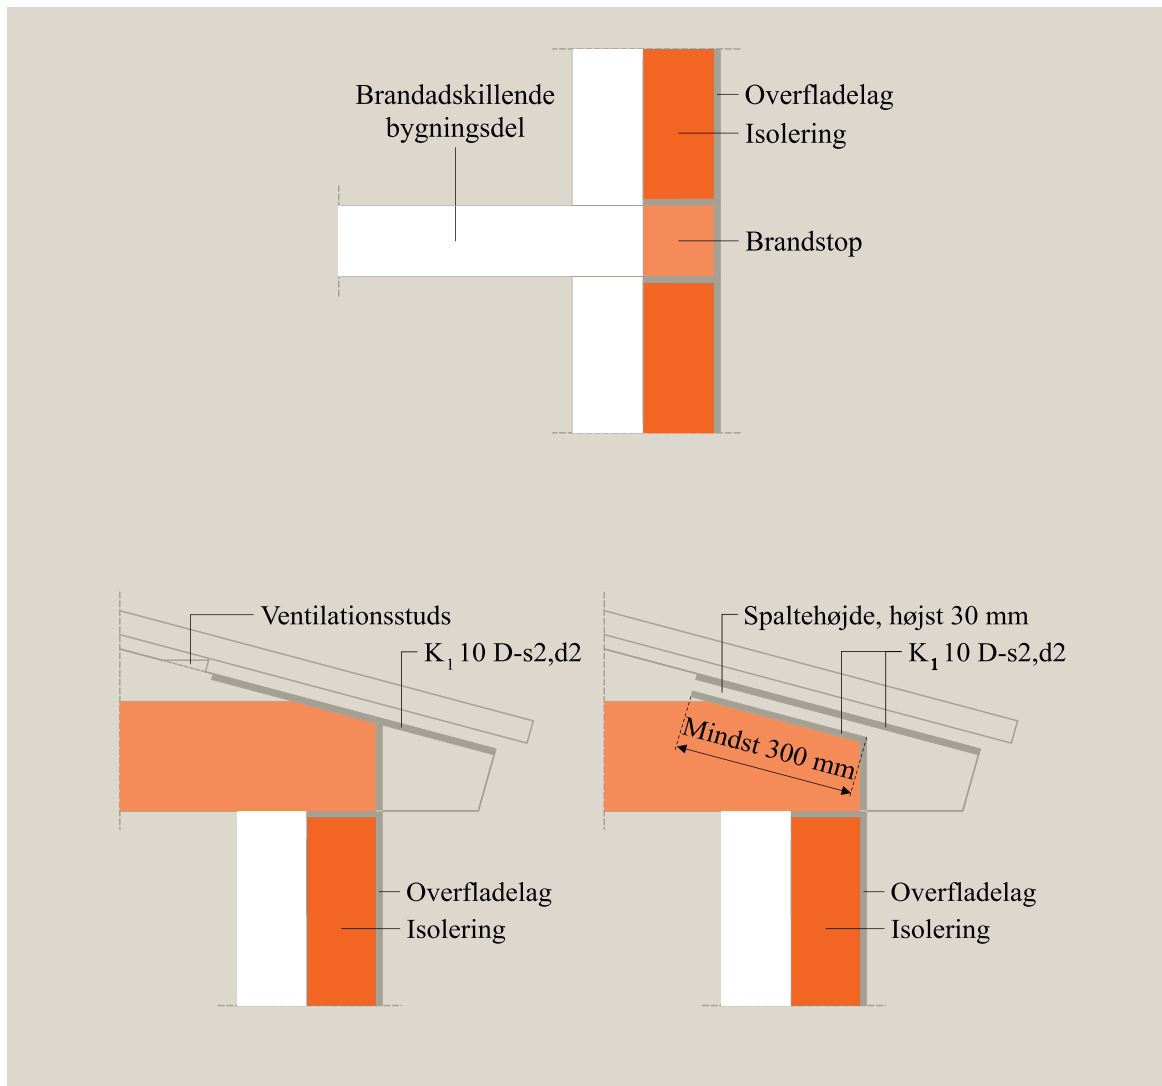 Brandadskillende
bygningsdel
Overfladelag
Isolering
Brandstop
Ventilationsstuds
K₁ 10 D-s2,d2
Overfladelag
Isolering
Spaltehøjde, højst 30 mm
K₁ 10 D-s2,d2
Mindst 300 mm
Overfladelag
Isolering